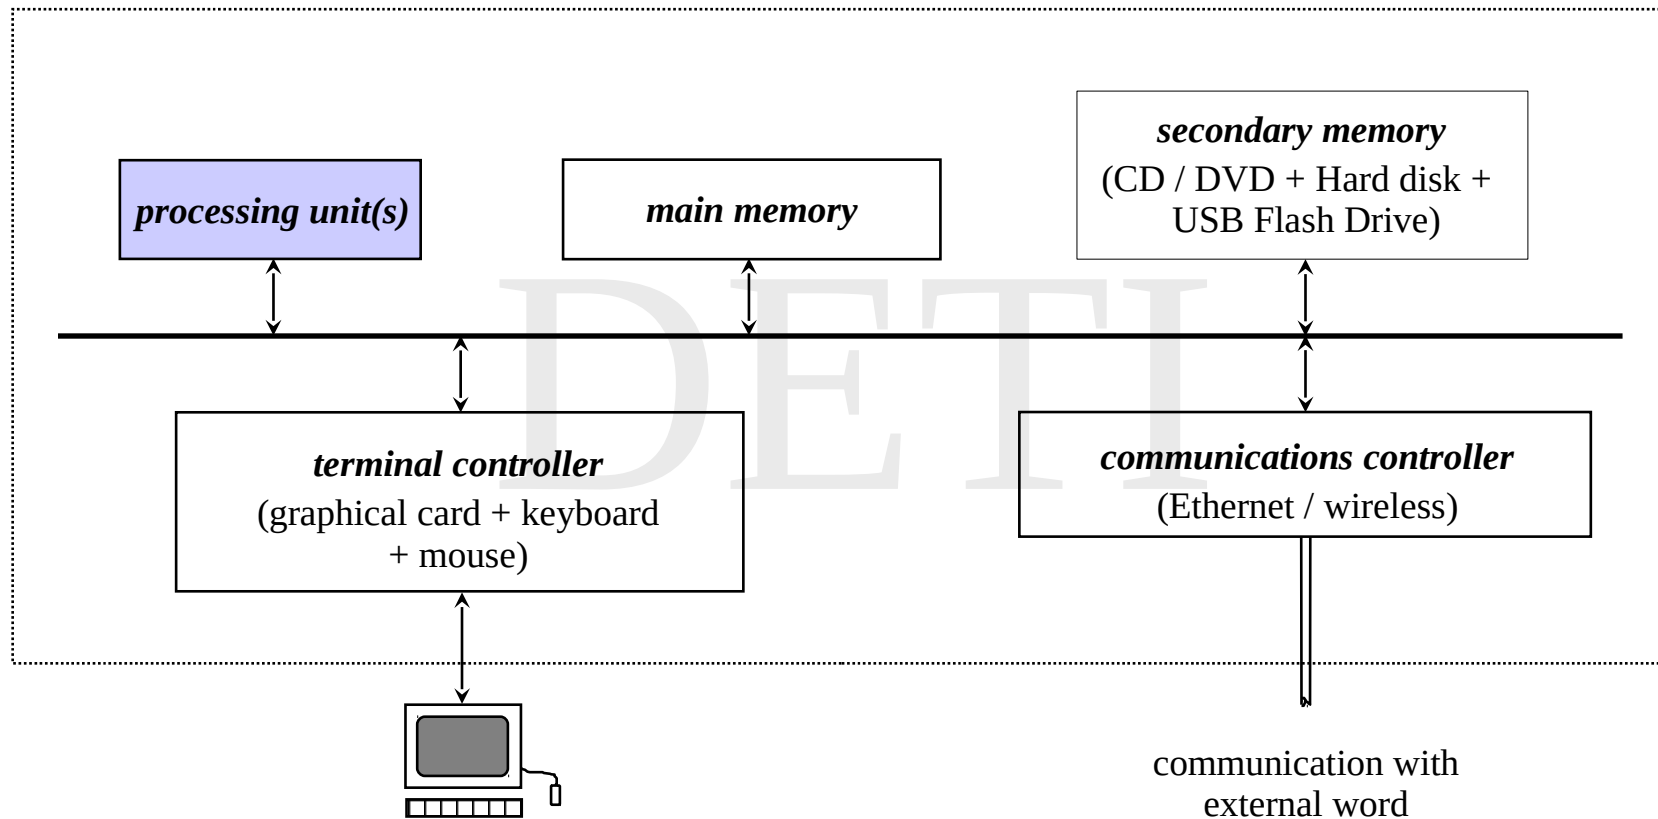 processing unit(s)
main memory
secondary memory
(CD / DVD + Hard disk +
USB Flash Drive)
DETI
terminal controller
(graphical card + keyboard
+ mouse)
communications controller
(Ethernet / wireless)
communication with
external word